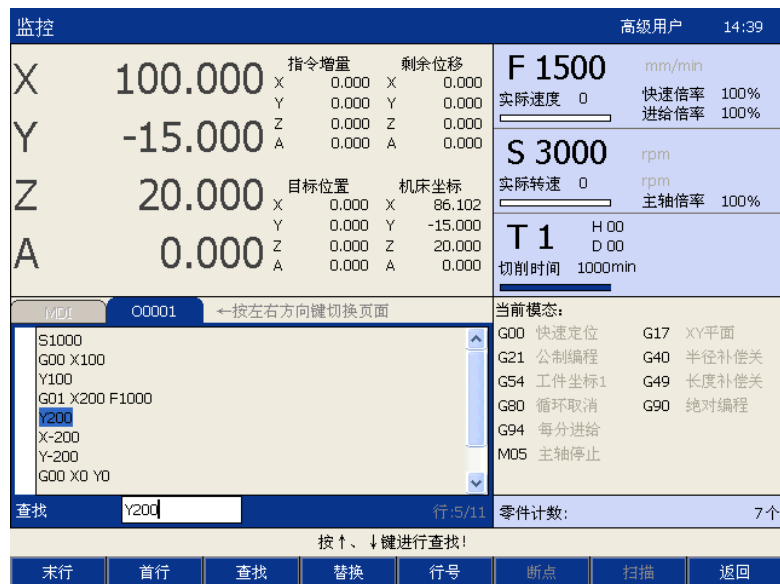 监控 高级用户 14:39
X 100.000
Y -15.000
Z 20.000
A 0.000
指令增量 剩余位移
X 0.000 X 0.000
Y 0.000 Y 0.000
Z 0.000 Z 0.000
A 0.000 A 0.000
目标位置 机床坐标
X 0.000 X 86.102
Y 0.000 Y -15.000
Z 0.000 Z 20.000
A 0.000 A 0.000
F 1500 mm/min
实际速度 0 快速倍率 100%
进给倍率 100%
S 3000 rpm
实际转速 0 rpm
主轴倍率 100%
T 1 H 00
D 00
切削时间 1000min
MDI O0001 ←按左右方向键切换页面
S1000
G00 X100
Y100
G01 X200 F1000
Y200
X-200
Y-200
G00 X0 Y0
查找 Y200 行:5/11
当前模态:
G00 快速定位 G17 XY平面
G21 公制编程 G40 半径补偿关
G54 工件坐标1 G49 长度补偿关
G80 循环取消 G90 绝对编程
G94 每分进给
M05 主轴停止
零件计数: 7个
按↑、↓键进行查找!
末行 首行 查找 替换 行号 断点 扫描 返回